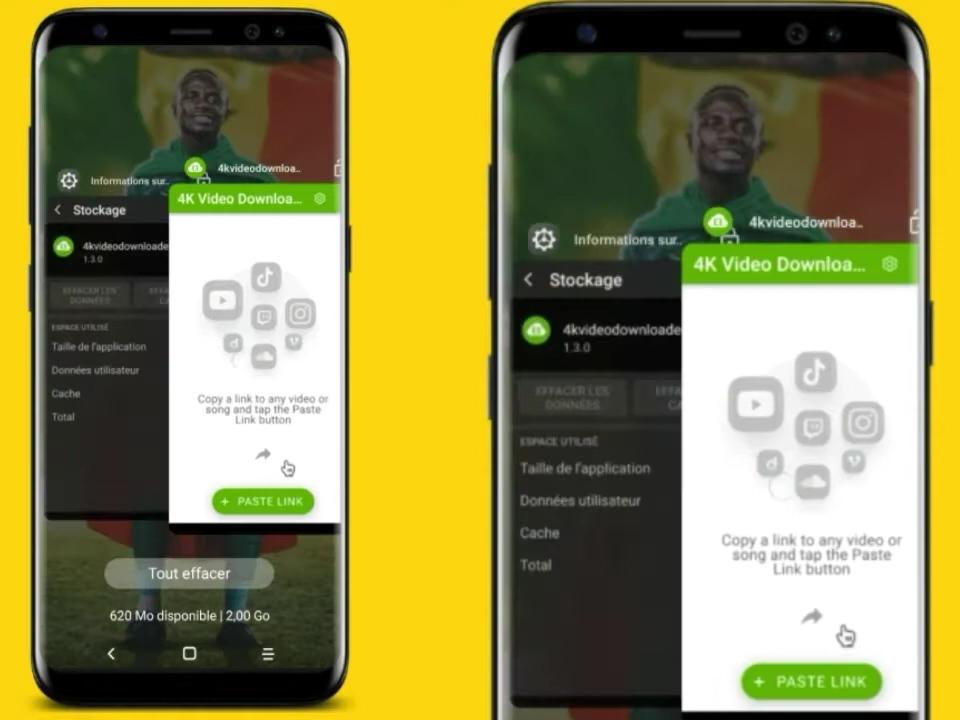 4kvideodownloa..
Informations sur..
4K Video Downloa...
Stockage
4kvideodownloade
1.3.0
EFFACER LES
DONNÉES
EFFA
CA
ESPACE UTILISÉ
Taille de l'application
Données utilisateur
Cache
Total
Copy a link to any video or
song and tap the Paste
Link button
+ PASTE LINK
Tout effacer
620 Mo disponible | 2,00 Go
4kvideodownloa..
Informations sur..
4K Video Downloa...
Stockage
4kvideodownloade
1.3.0
EFFACER LES
DONNÉES
EFFA
CA
ESPACE UTILISÉ
Taille de l'application
Données utilisateur
Cache
Total
Copy a link to any video or
song and tap the Paste
Link button
+ PASTE LINK